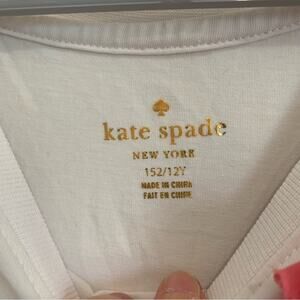 kate spade
NEW YORK
152/12Y
MADE IN CHINA
FAIT EN CHINE